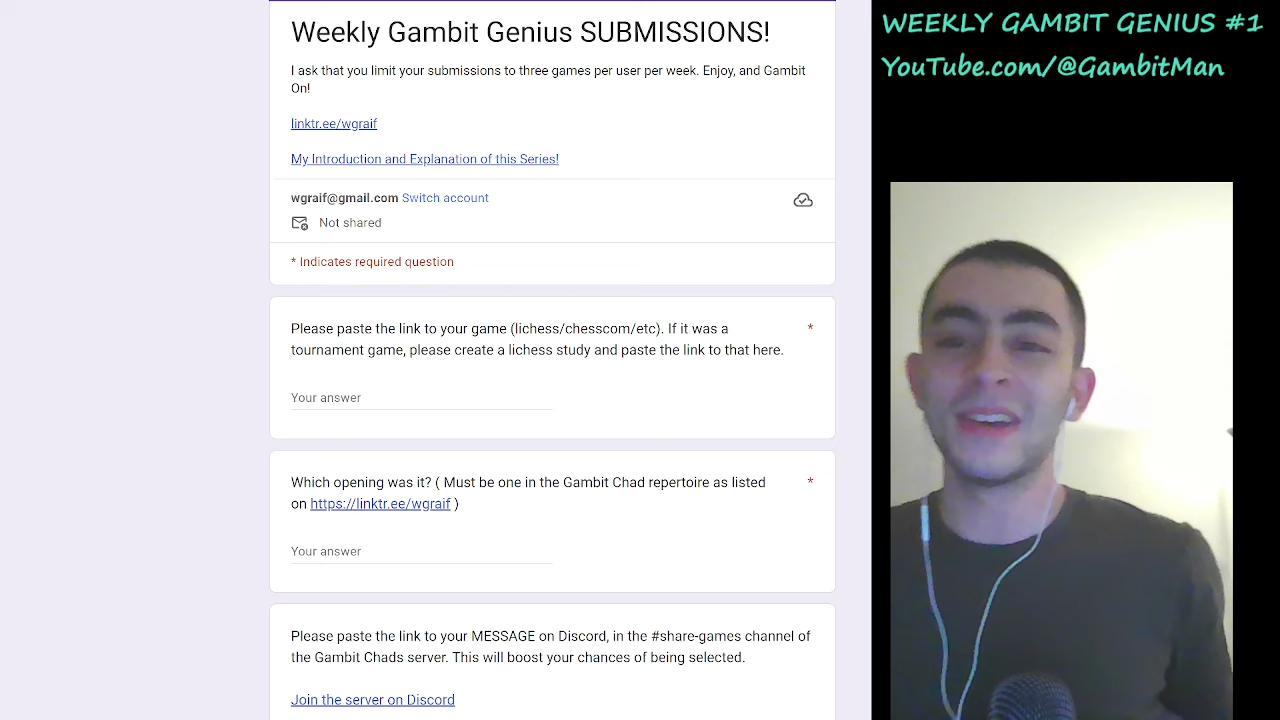 Weekly Gambit Genius SUBMISSIONS!
I ask that you limit your submissions to three games per user per week. Enjoy, and Gambit
On!
linktr.ee/wgraif
My Introduction and Explanation of this Series!
wgraif@gmail.com Switch account
Not shared
* Indicates required question
Please paste the link to your game (lichess/chesscom/etc). If it was a *
tournament game, please create a lichess study and paste the link to that here.
Your answer
Which opening was it? ( Must be one in the Gambit Chad repertoire as listed *
on https://linktr.ee/wgraif )
Your answer
Please paste the link to your MESSAGE on Discord, in the #share-games channel of
the Gambit Chads server. This will boost your chances of being selected.
Join the server on Discord
WEEKLY GAMBIT GENIUS #1
YouTube.com/@GambitMan